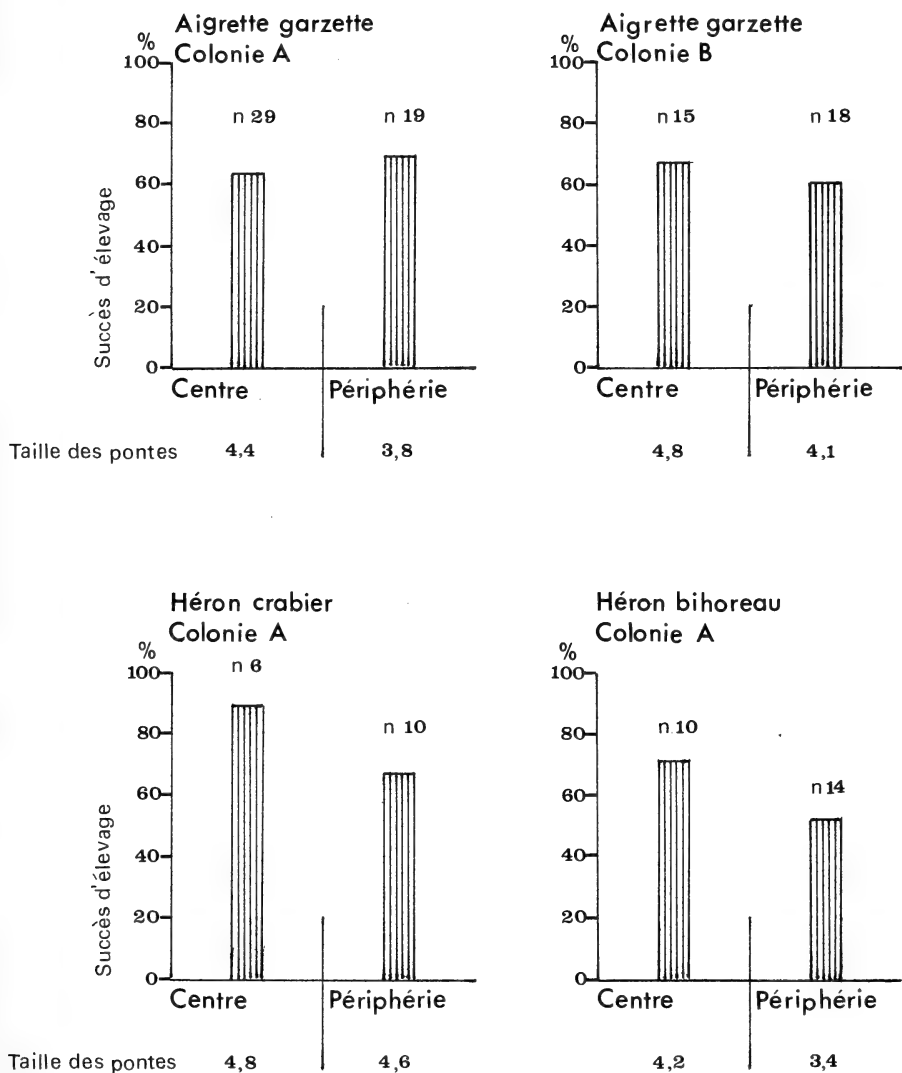 Aigrette garzette
Colonie A
%
100
80
60
40
20
0
Succès d'élevage
n 29
n 19
Centre
Périphérie
Taille des pontes
4,4
3,8
Aigrette garzette
Colonie B
%
100
80
60
40
20
0
n 15
n 18
Centre
Périphérie
4,8
4,1
Héron crabier
Colonie A
%
100
80
60
40
20
0
Succès d'élevage
n 6
n 10
Centre
Périphérie
Taille des pontes
4,8
4,6
Héron bihoreau
Colonie A
%
100
80
60
40
20
0
n 10
n 14
Centre
Périphérie
4,2
3,4